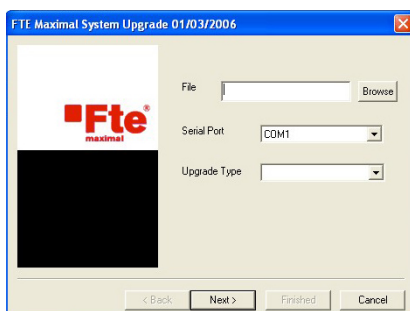 FTE Maximal System Upgrade 01/03/2006
File
Browse
Fte®
maximal
Serial Port
COM1
Upgrade Type
< Back
Next >
Finished
Cancel